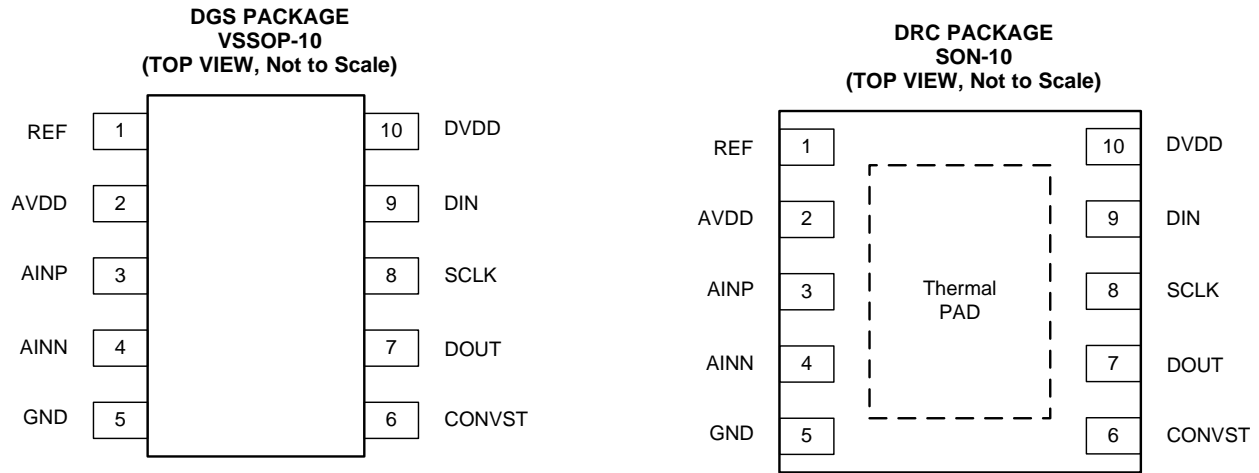 DGS PACKAGE
VSSOP-10
(TOP VIEW, Not to Scale)
REF 1 10 DVDD
AVDD 2 9 DIN
AINP 3 8 SCLK
AINN 4 7 DOUT
GND 5 6 CONVST
DRC PACKAGE
SON-10
(TOP VIEW, Not to Scale)
REF 1 10 DVDD
AVDD 2 9 DIN
AINP 3 Thermal 8 SCLK
PAD
AINN 4 7 DOUT
GND 5 6 CONVST